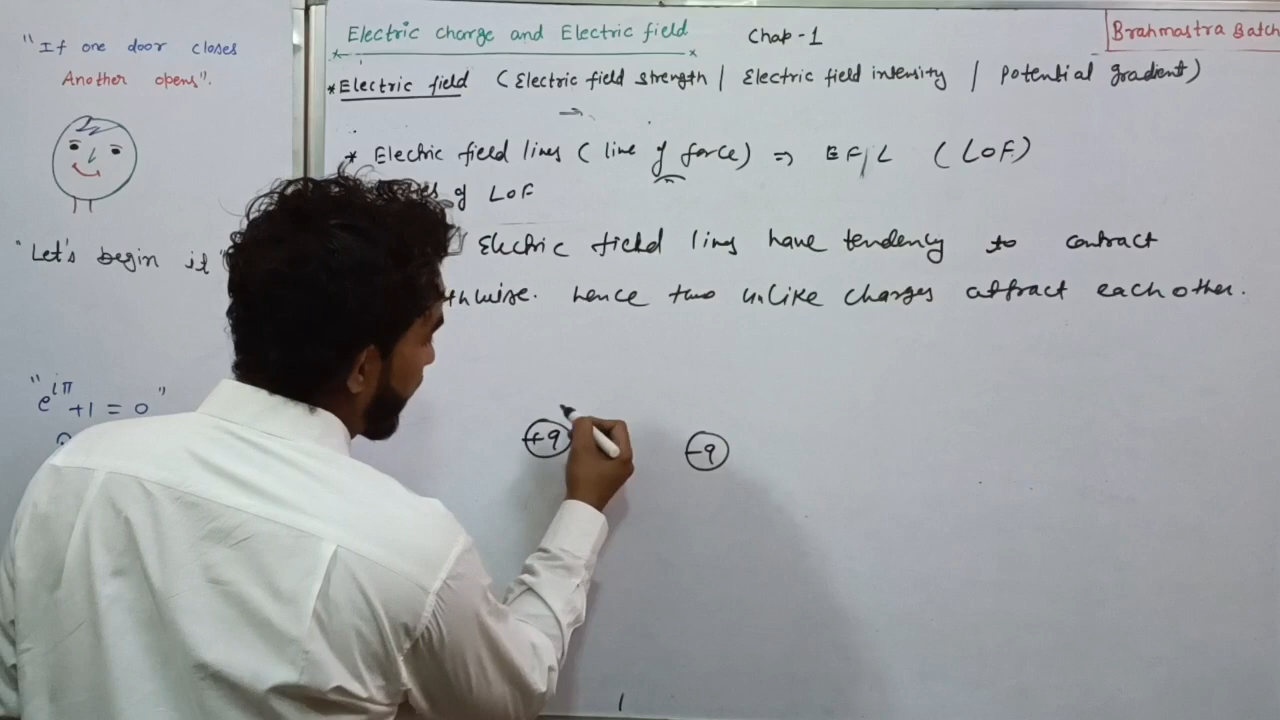 "If one door closes
Another opens".
"Let's begin it
"e^iπ +1 = 0"
Electric charge and Electric field Chap-1
Brahmastra Batch
* Electric field (Electric field strength | Electric field intensity | Potential gradient)
* Electric field lines (line of force) ⇒ EFL (LOF)
of LOF
Electric field lines have tendency to contract
wise. hence two unlike charges attract each other.
+q -q